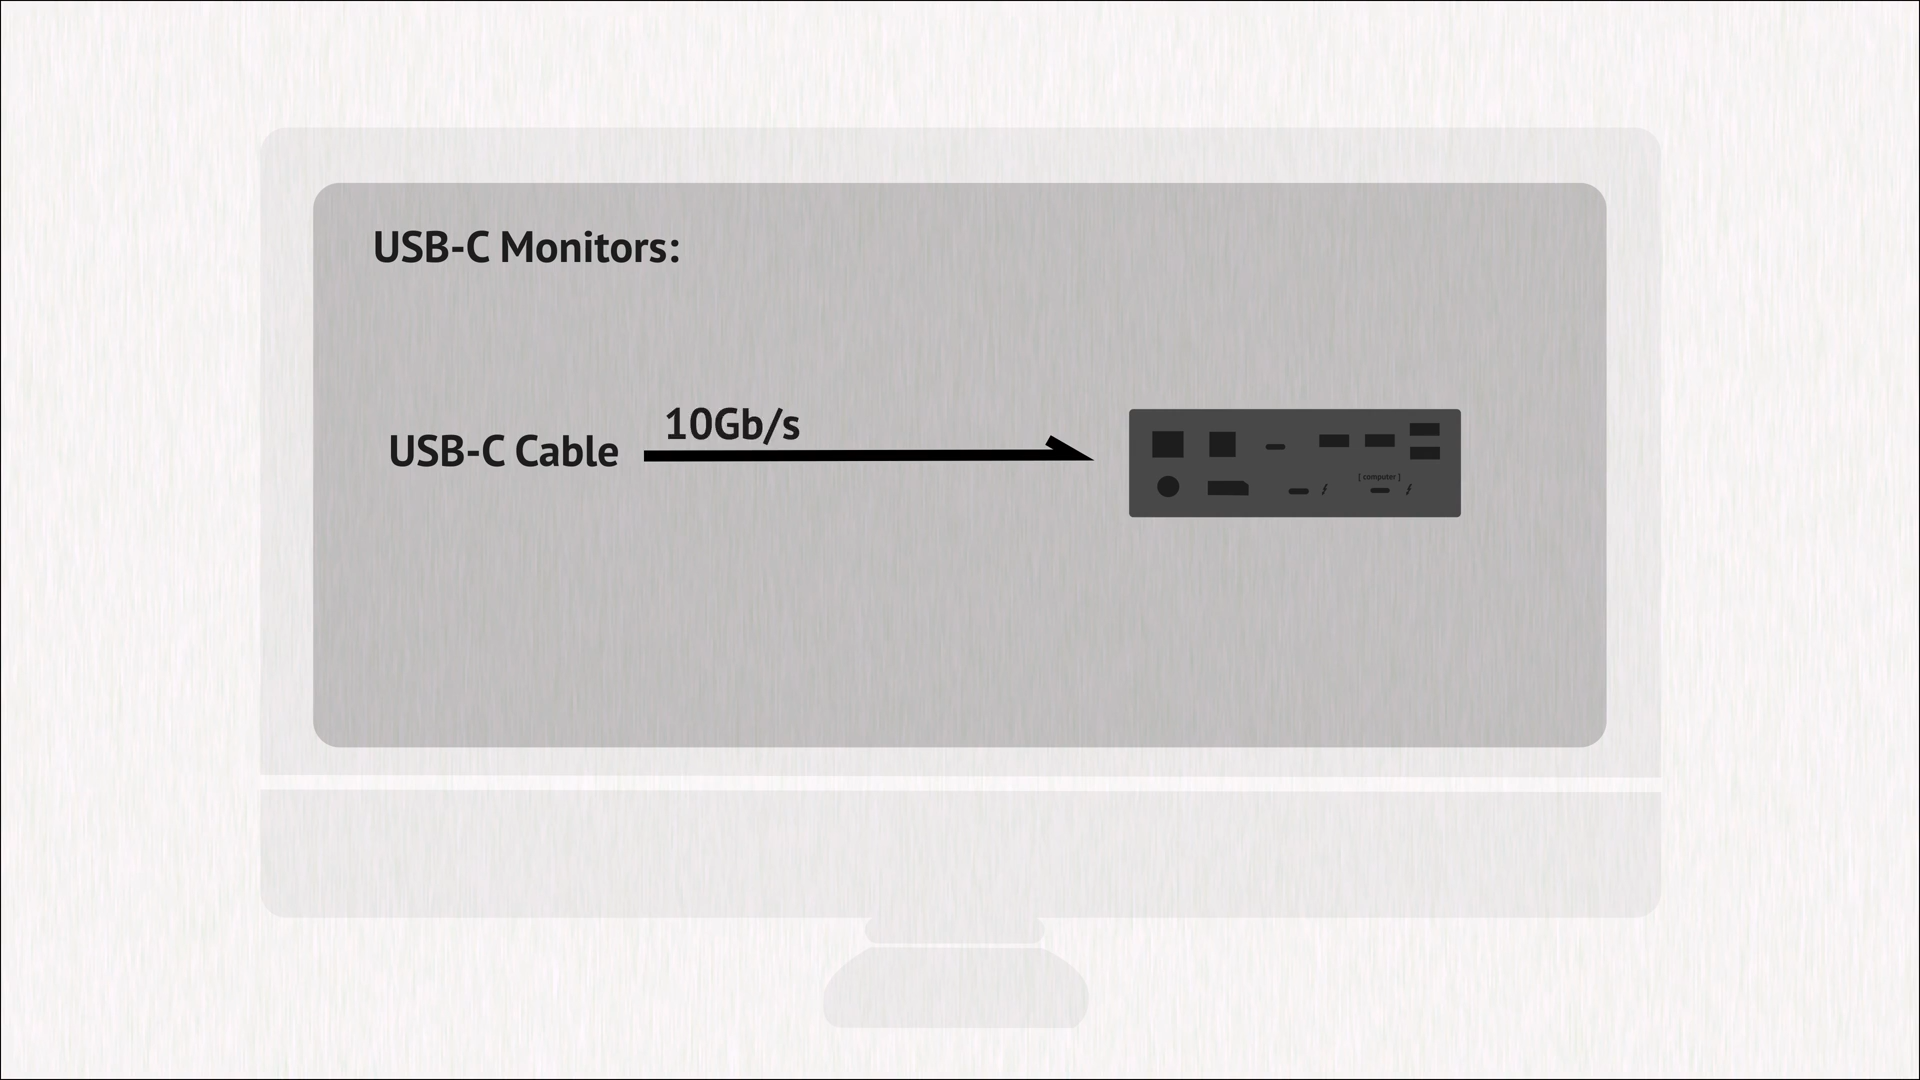 USB-C Monitors:
10Gb/s
USB-C Cable
[ computer ]